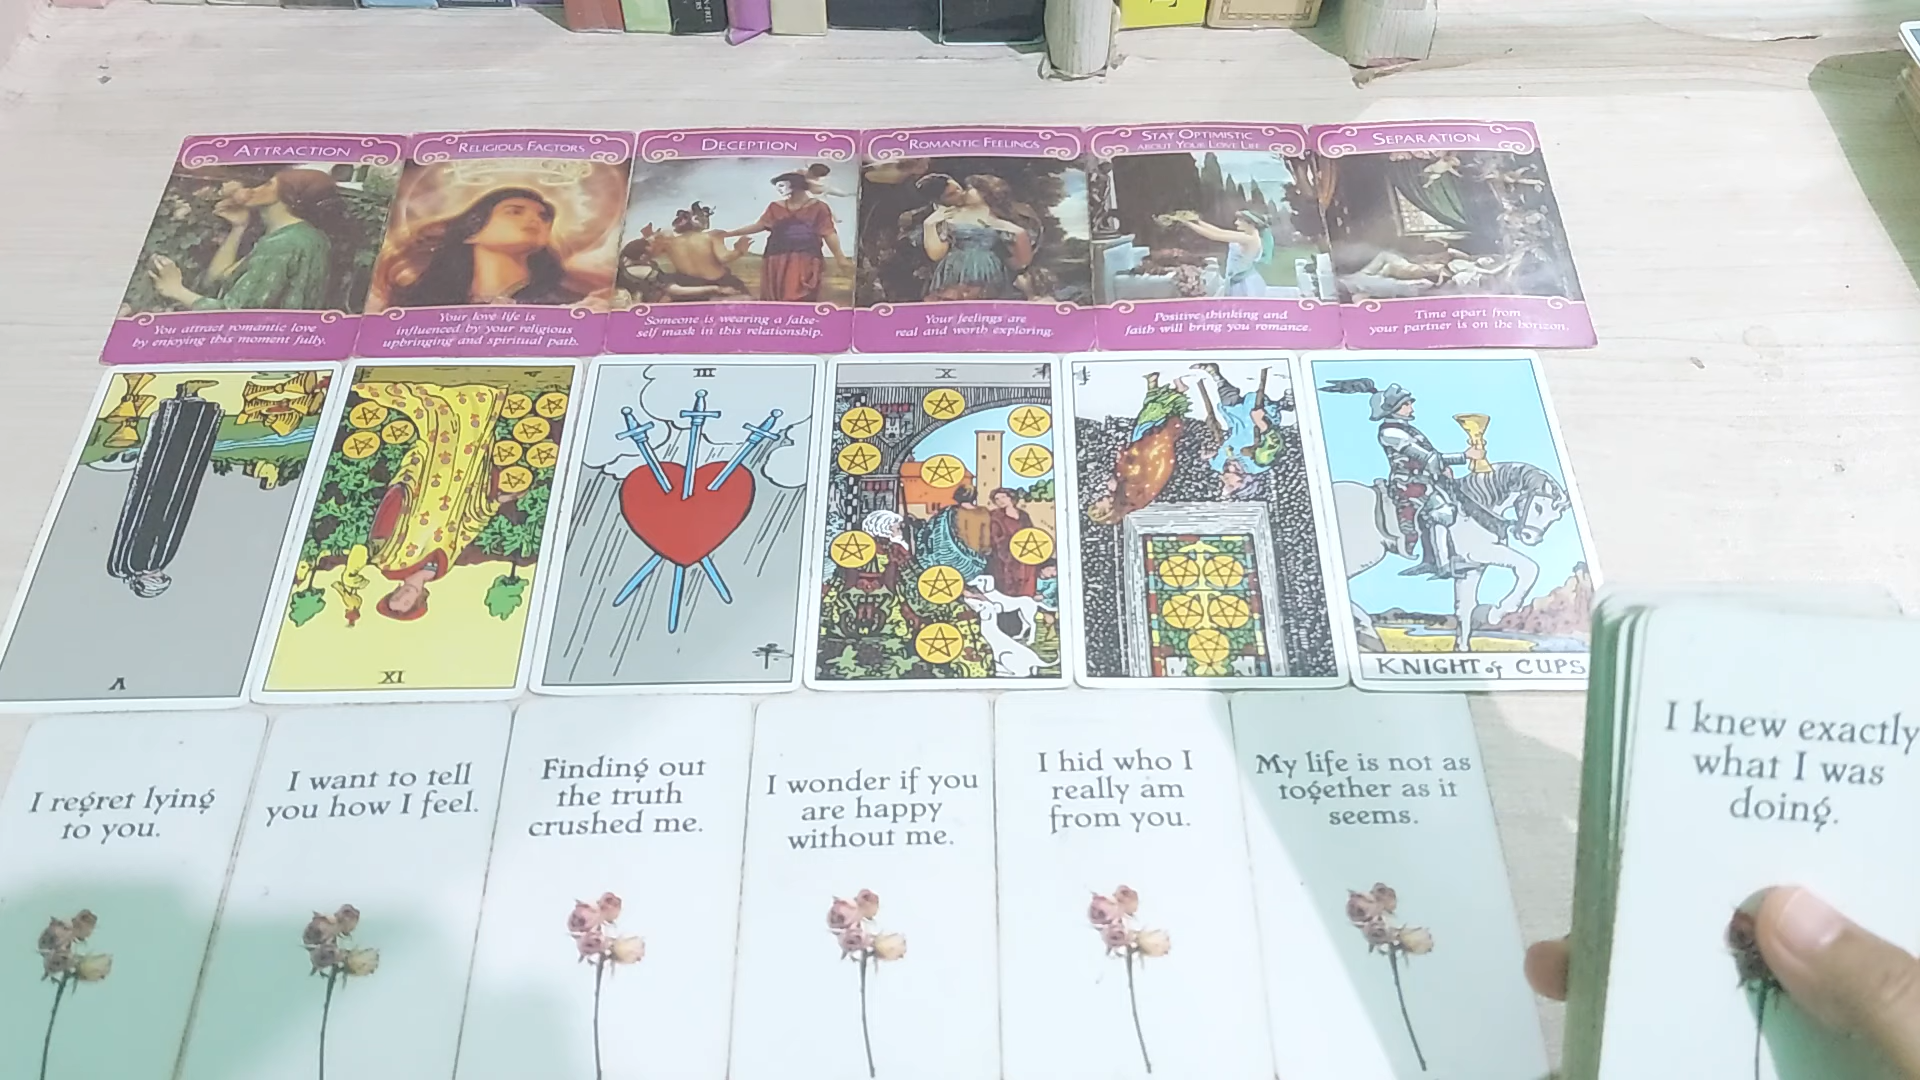 ATTRACTION
You attract romantic love
by enjoying this moment fully.
RELIGIOUS FACTORS
Your love life is
influenced by your religious
upbringing and spiritual path.
DECEPTION
Someone is wearing a false-
self mask in this relationship.
ROMANTIC FEELINGS
Your feelings are
real and worth exploring.
STAY OPTIMISTIC
ABOUT YOUR LOVE LIFE
Positive thinking and
faith will bring you romance.
SEPARATION
Time apart from
your partner is on the horizon.
V
IX
III
X
KNIGHT of CUPS
I regret lying
to you.
I want to tell
you how I feel.
Finding out
the truth
crushed me.
I wonder if you
are happy
without me.
I hid who I
really am
from you.
My life is not as
together as it
seems.
I knew exactly
what I was
doing.